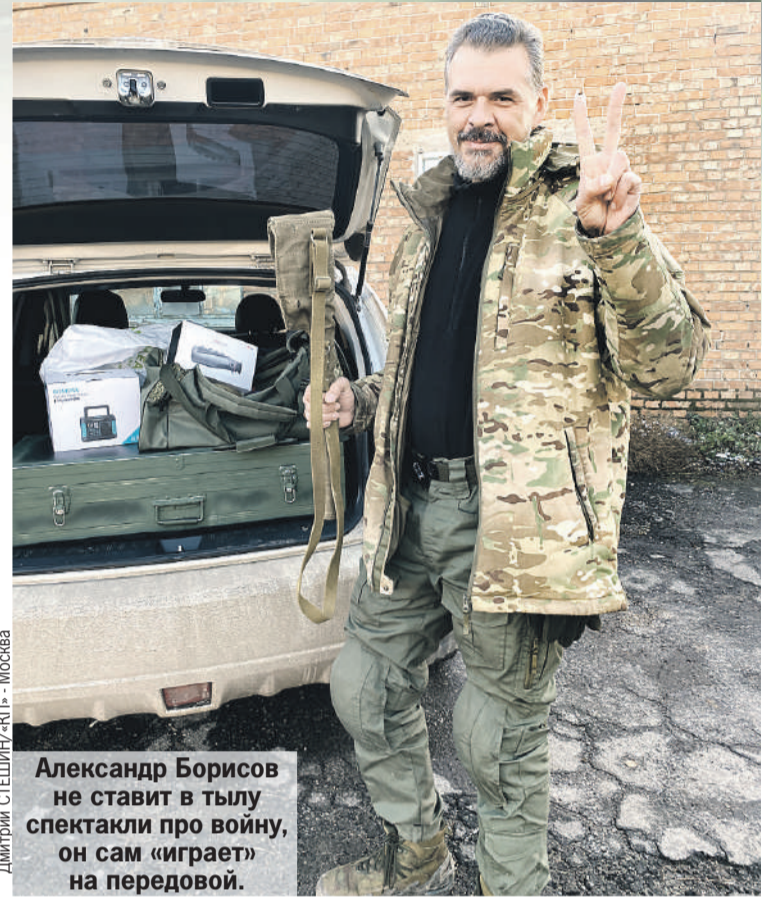 Дмитрий СТЕШИН/«КП» - Москва
Александр Борисов
не ставит в тылу
спектакли про войну,
он сам «играет»
на передовой.